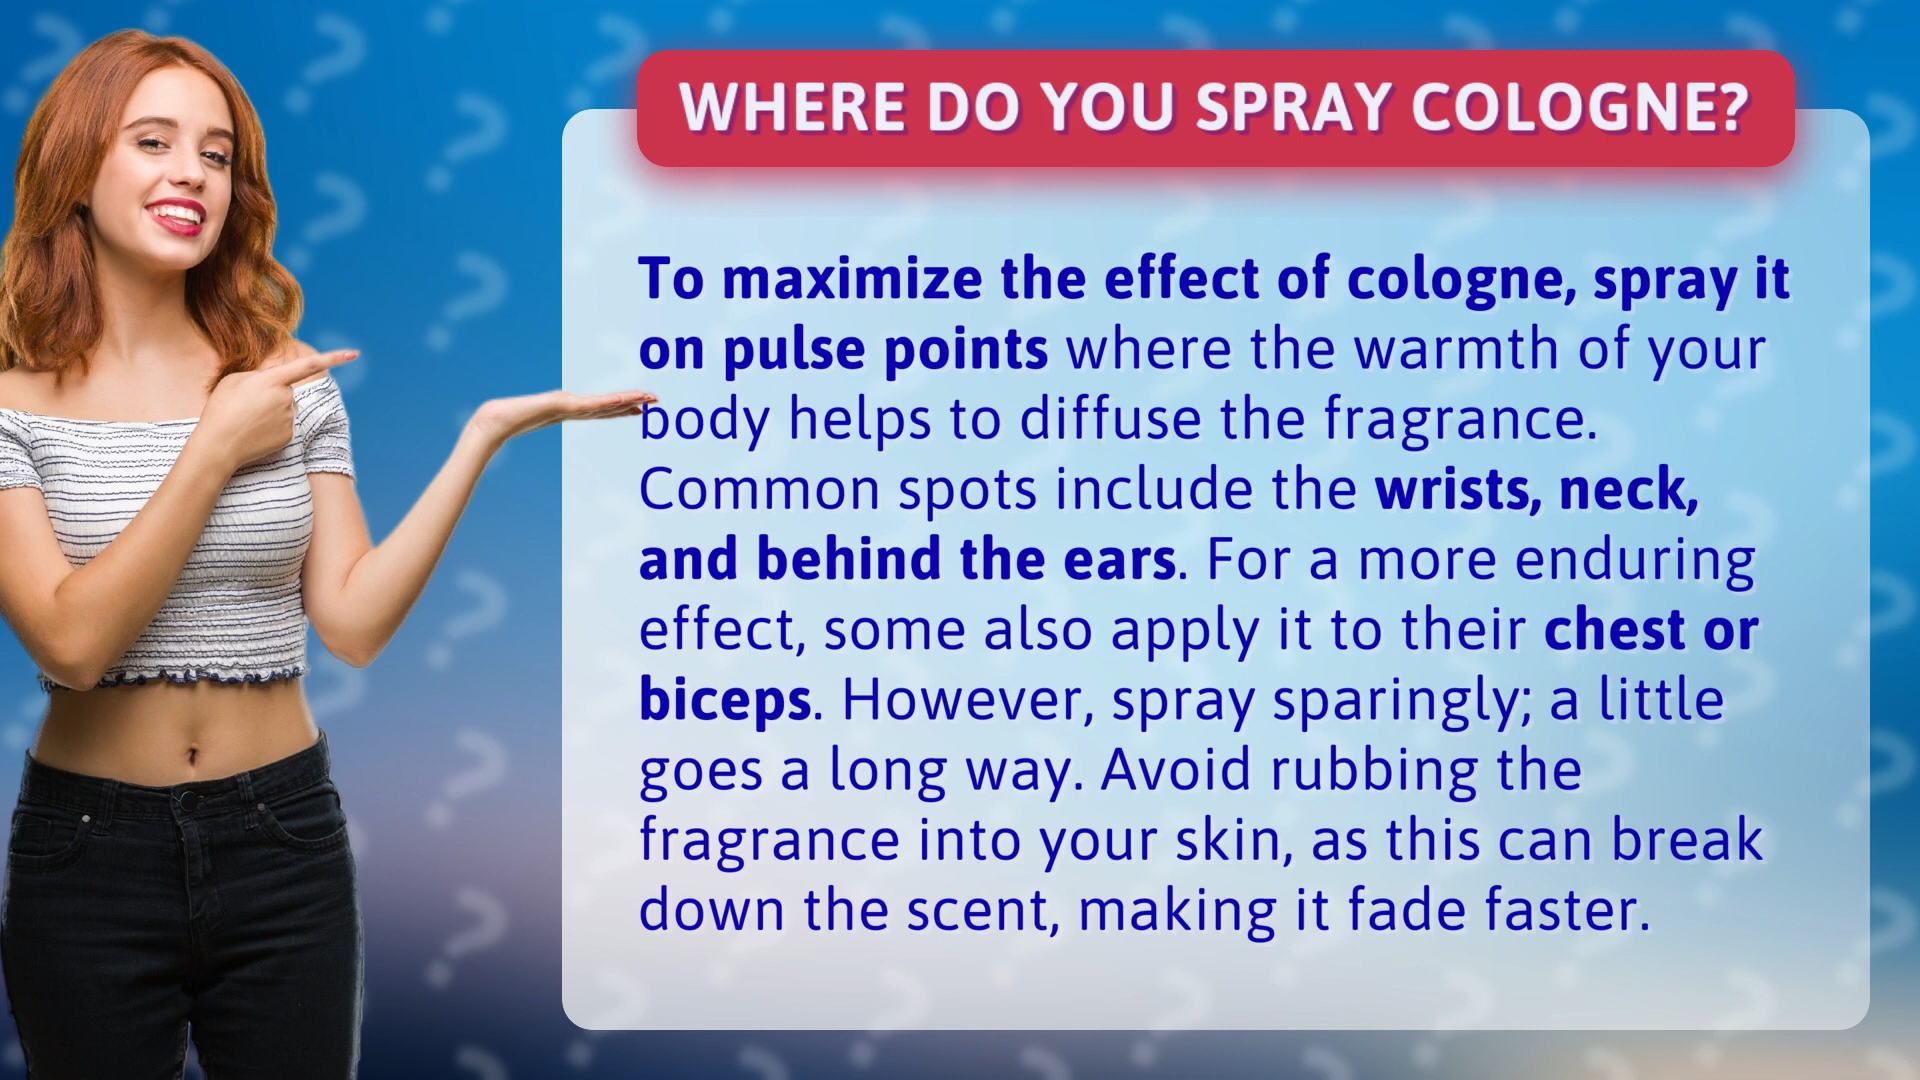 WHERE DO YOU SPRAY COLOGNE?
To maximize the effect of cologne, spray it
on pulse points where the warmth of your
body helps to diffuse the fragrance.
Common spots include the wrists, neck,
and behind the ears. For a more enduring
effect, some also apply it to their chest or
biceps. However, spray sparingly; a little
goes a long way. Avoid rubbing the
fragrance into your skin, as this can break
down the scent, making it fade faster.